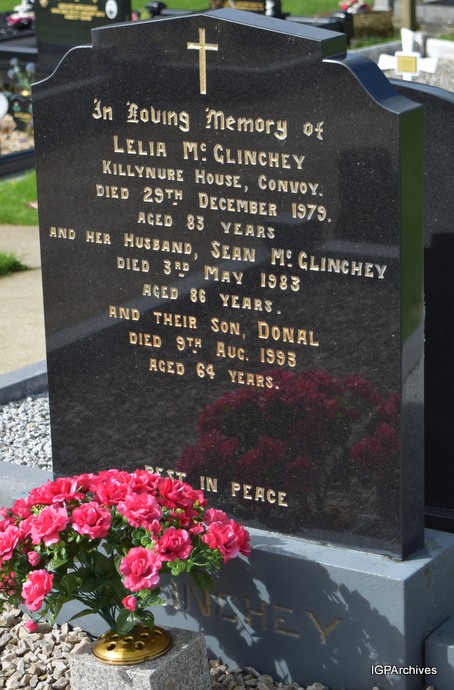 In Loving Memory of
LELIA McGLINCHEY
KILLYNURE HOUSE, CONVOY.
DIED 29TH DECEMBER 1979.
AGED 83 YEARS
AND HER HUSBAND, SEAN McGLINCHEY
DIED 3RD MAY 1983
AGED 86 YEARS.
AND THEIR SON, DONAL
DIED 9TH AUG. 1993
AGED 64 YEARS.
REST IN PEACE
IGPArchives